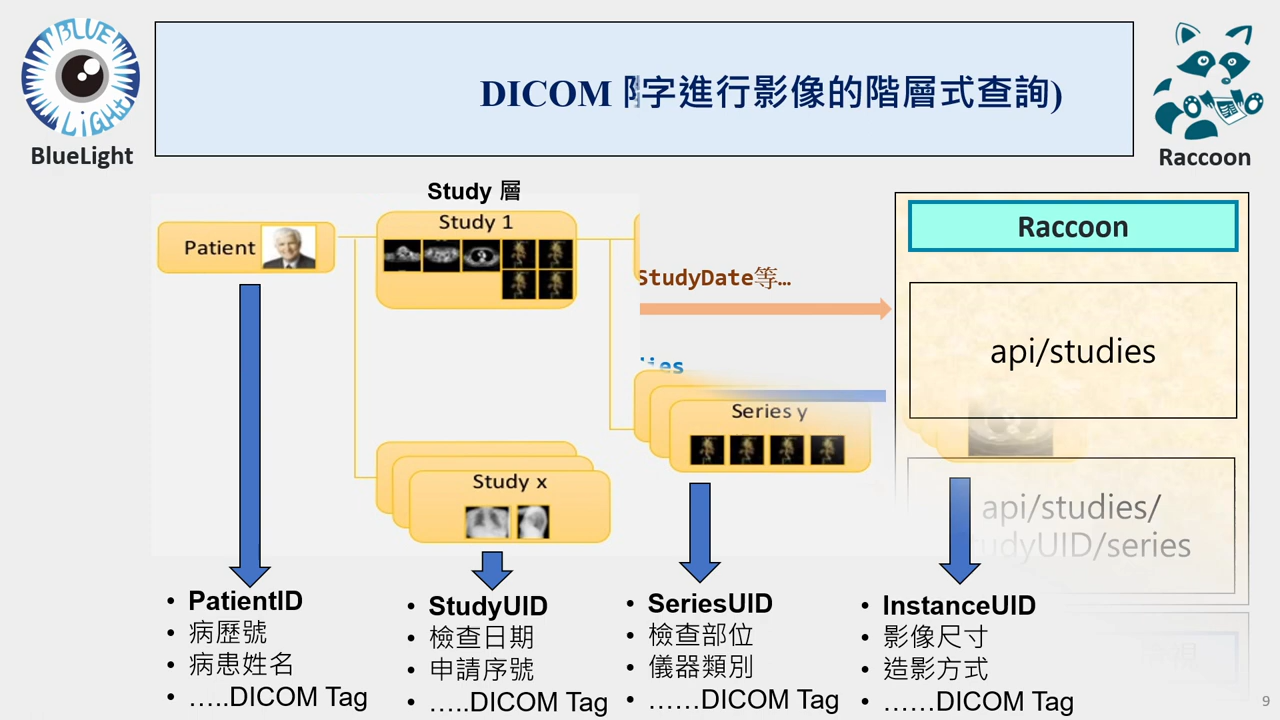 BLUE
LIGHT
BlueLight
DICOM 字進行影像的階層式查詢)
Raccoon
Study 層
Patient
Study 1
StudyDate等…
ies
Study x
Series y
Raccoon
api/studies
api/studies/
udyUID/series
• PatientID
• 病歷號
• 病患姓名
• …..DICOM Tag
• StudyUID
• 檢查日期
• 申請序號
• …..DICOM Tag
• SeriesUID
• 檢查部位
• 儀器類別
• ……DICOM Tag
• InstanceUID
• 影像尺寸
• 造影方式
• ……DICOM Tag
9